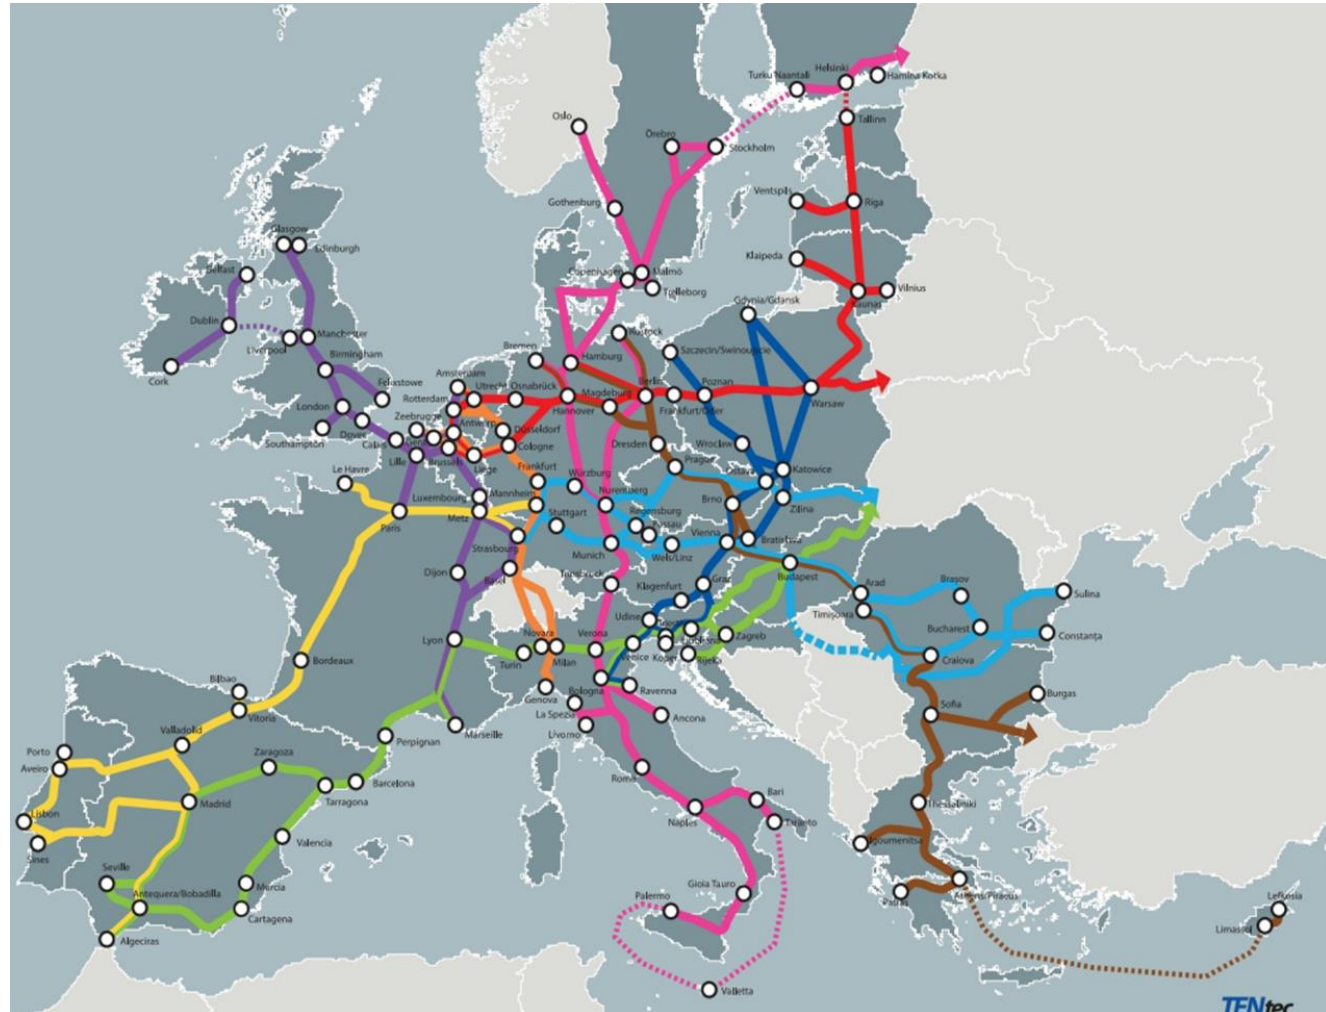 Helsinki
Turku Naantali
Hamina Kotka
Oslo
Tallinn
Örebro
Stockholm
Ventspils
Riga
Gothenburg
Glasgow
Edinburgh
Klaipeda
Belfast
Copenhagen
Malmö
Trelleborg
Vilnius
Kaunas
Gdynia/Gdansk
Dublin
Liverpool
Manchester
Rostock
Bremen
Hamburg
Szczecin/Swinoujscie
Birmingham
Cork
Amsterdam
Felixstowe
Utrecht
Osnabrück
Magdeburg
Berlin
Poznan
Rotterdam
London
Hannover
Frankfurt/Oder
Warsaw
Zeebrugge
Antwerp
Düsseldorf
Southampton
Dover
Calais
Cologne
Dresden
Wroclaw
Lille
Brussels
Liege
Prague
Katowice
Le Havre
Frankfurt
Würzburg
Ostrava
Luxembourg
Mannheim
Nuremberg
Brno
Zilina
Paris
Metz
Stuttgart
Regensburg
Passau
Vienna
Bratislava
Strasbourg
Munich
Wels/Linz
Dijon
Basel
Innsbruck
Klagenfurt
Graz
Budapest
Arad
Braşov
Sulina
Timişoara
Udine
Bucharest
Constanţa
Lyon
Novara
Verona
Ljubljana
Zagreb
Turin
Milan
Venice
Koper
Rijeka
Craiova
Bordeaux
Bilbao
Genova
Bologna
Ravenna
Burgas
Vitoria
La Spezia
Ancona
Sofia
Valladolid
Marseille
Livorno
Perpignan
Porto
Zaragoza
Aveiro
Barcelona
Roma
Bari
Madrid
Tarragona
Thessaliniki
Lisbon
Naples
Taranto
Valencia
Igoumenitsa
Sines
Seville
Murcia
Gioia Tauro
Antequera/Bobadilla
Palermo
Patras
Athens/Piraeus
Lefkosia
Cartagena
Limassol
Algeciras
Valletta
TENtec